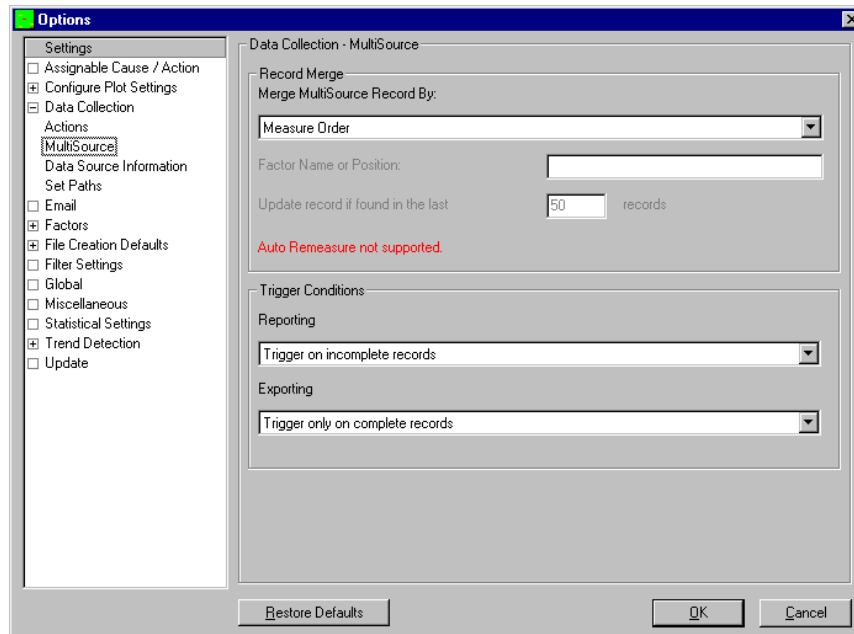 Options
Settings
Assignable Cause / Action
Configure Plot Settings
Data Collection
Actions
MultiSource
Data Source Information
Set Paths
Email
Factors
File Creation Defaults
Filter Settings
Global
Miscellaneous
Statistical Settings
Trend Detection
Update
Data Collection - MultiSource
Record Merge
Merge MultiSource Record By:
Measure Order
Factor Name or Position:
Update record if found in the last 50 records
Auto Remeasure not supported.
Trigger Conditions
Reporting
Trigger on incomplete records
Exporting
Trigger only on complete records
Restore Defaults OK Cancel